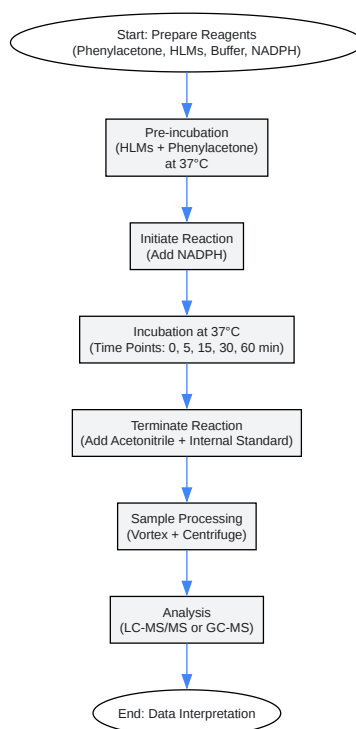 Start: Prepare Reagents
(Phenylacetone, HLMs, Buffer, NADPH)
Pre-incubation
(HLMs + Phenylacetone)
at 37°C
Initiate Reaction
(Add NADPH)
Incubation at 37°C
(Time Points: 0, 5, 15, 30, 60 min)
Terminate Reaction
(Add Acetonitrile + Internal Standard)
Sample Processing
(Vortex + Centrifuge)
Analysis
(LC-MS/MS or GC-MS)
End: Data Interpretation